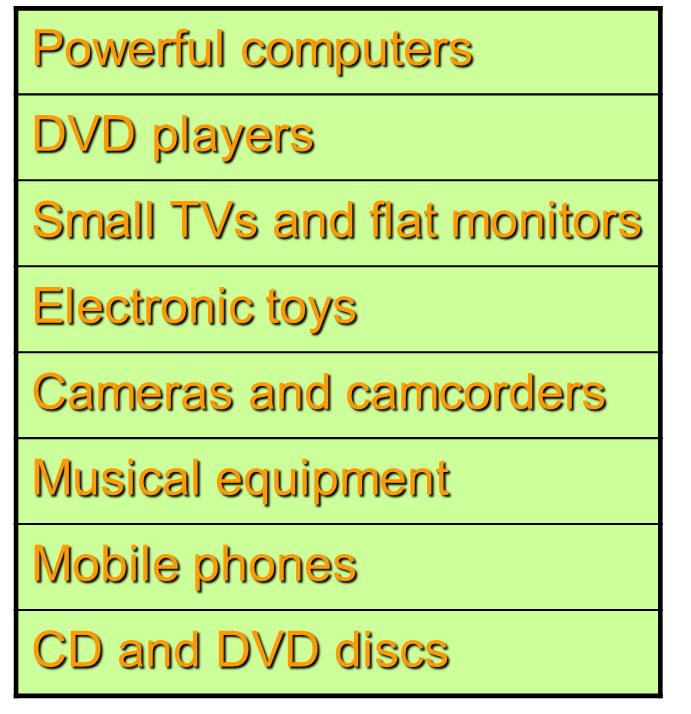 Powerful computers
DVD players
Small TVs and flat monitors
Electronic toys
Cameras and camcorders
Musical equipment
Mobile phones
CD and DVD discs